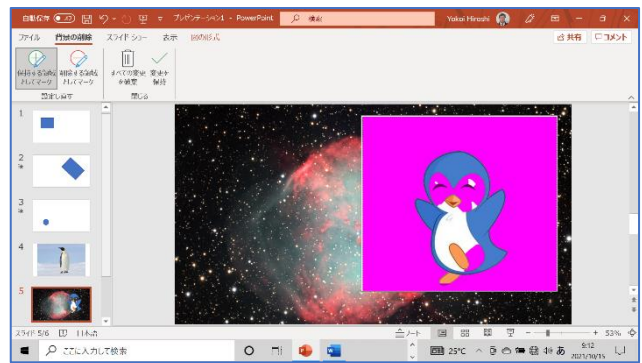 自動保存 オフ プレゼンテーション1 - PowerPoint 検索 Yokoi Hiroshi
ファイル 背景の削除 スライド ショー 表示 図の形式 共有 コメント
保持する領域 削除する領域 すべての変更 変更を
としてマーク としてマーク を破棄 保持
設定し直す 閉じる
1
2
3
4
5
スライド 5/6 日本語 ノート 53%
ここに入力して検索 25°C あ 9:12
2021/10/15